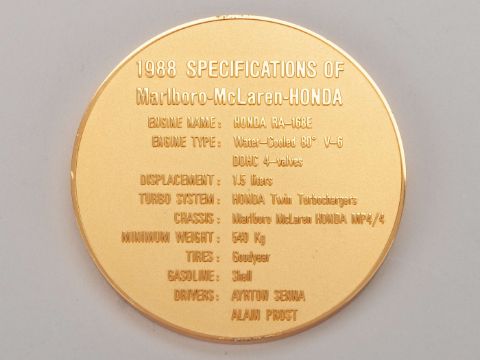 1988 SPECIFICATIONS OF
Marlboro-McLaren-HONDA
ENGINE NAME: HONDA RA-168E
ENGINE TYPE: Water-Cooled 80° V-6
DOHC 4-valves
DISPLACEMENT: 1.5 liters
TURBO SYSTEM: HONDA Twin Turbochargers
CHASSIS: Marlboro McLaren HONDA MP4/4
MINIMUM WEIGHT: 540 Kg
TIRES: Goodyear
GASOLINE: Shell
DRIVERS: AYRTON SENNA
ALAIN PROST